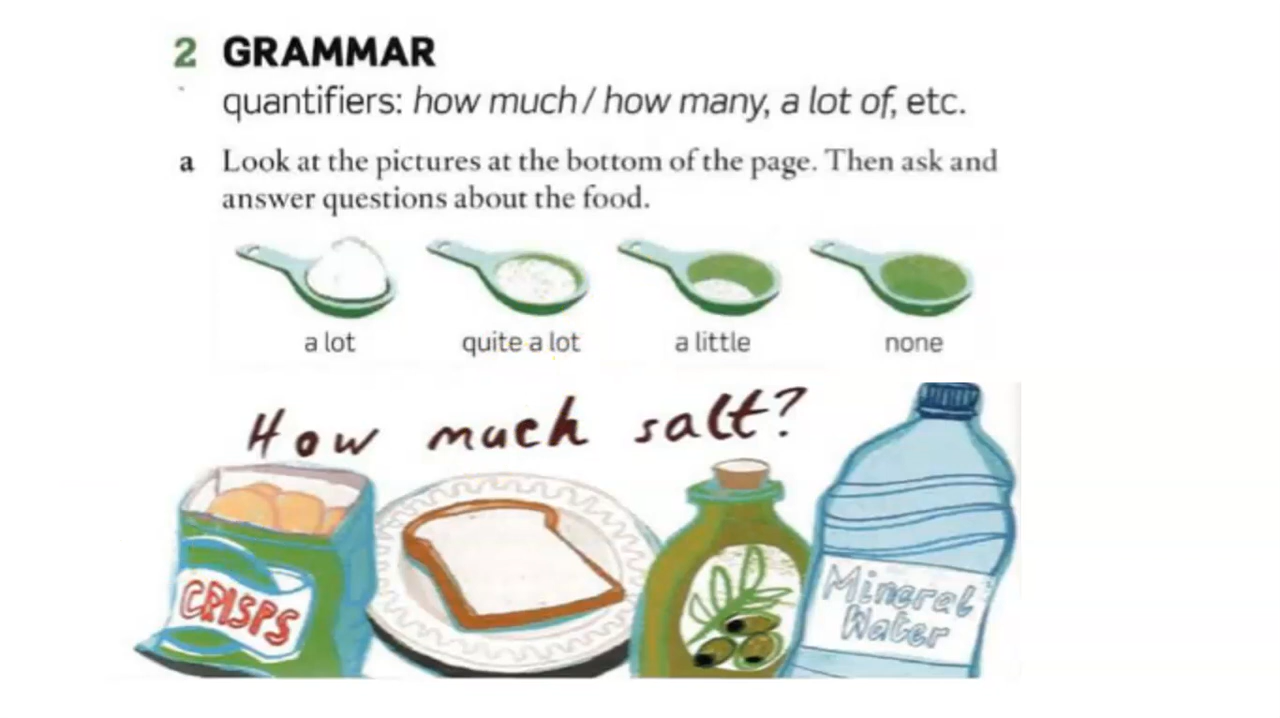 2 GRAMMAR
quantifiers: how much / how many, a lot of, etc.
a Look at the pictures at the bottom of the page. Then ask and
answer questions about the food.
a lot quite a lot a little none
How much salt?
CRISPS
Mineral
Water